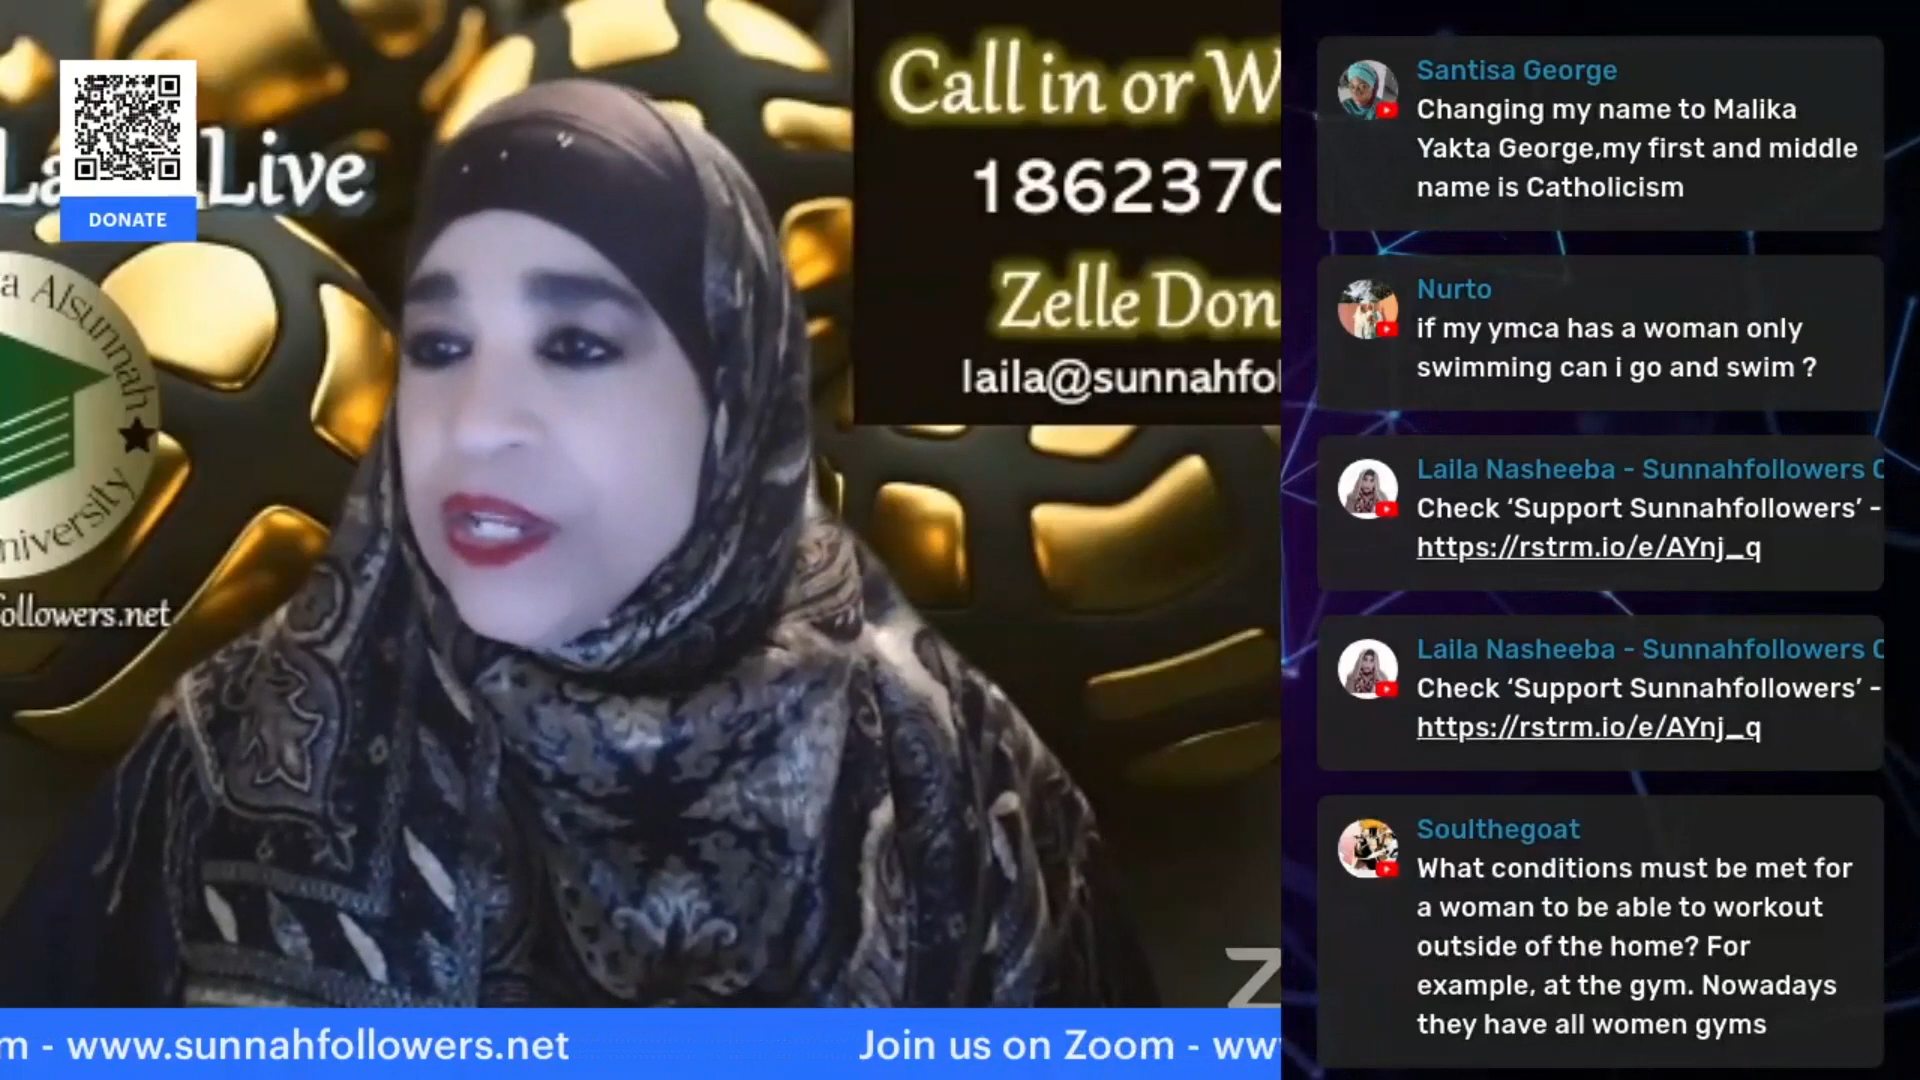 DONATE
Live
a Alsunnah
niversity
ollowers.net
Call in or W
1862370
Zelle Don
laila@sunnahfol
m - www.sunnahfollowers.net
Join us on Zoom - ww
Santisa George
Changing my name to Malika
Yakta George,my first and middle
name is Catholicism
Nurto
if my ymca has a woman only
swimming can i go and swim ?
Laila Nasheeba - Sunnahfollowers C
Check ‘Support Sunnahfollowers’ -
https://rstrm.io/e/AYnj_q
Laila Nasheeba - Sunnahfollowers C
Check ‘Support Sunnahfollowers’ -
https://rstrm.io/e/AYnj_q
Soulthegoat
What conditions must be met for
a woman to be able to workout
outside of the home? For
example, at the gym. Nowadays
they have all women gyms